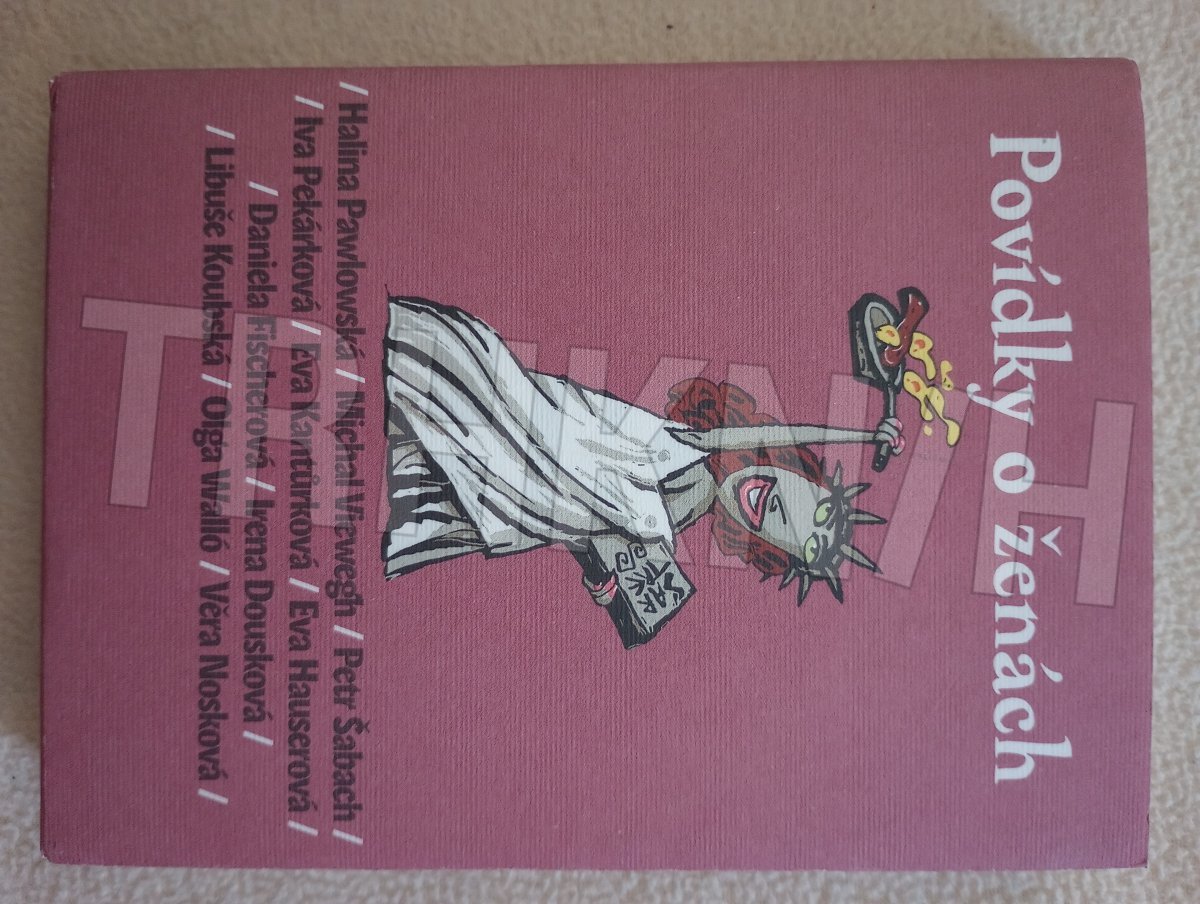 Povídky o ženách
TRHKNIH
/ Halina Pawlowská / Michal Viewegh / Petr Šabach /
/ Iva Pekárková / Eva Kantůrková / Eva Hauserová /
/ Daniela Fischerová / Irena Dousková /
/ Libuše Koubská / Olga Walló / Věra Nosková /